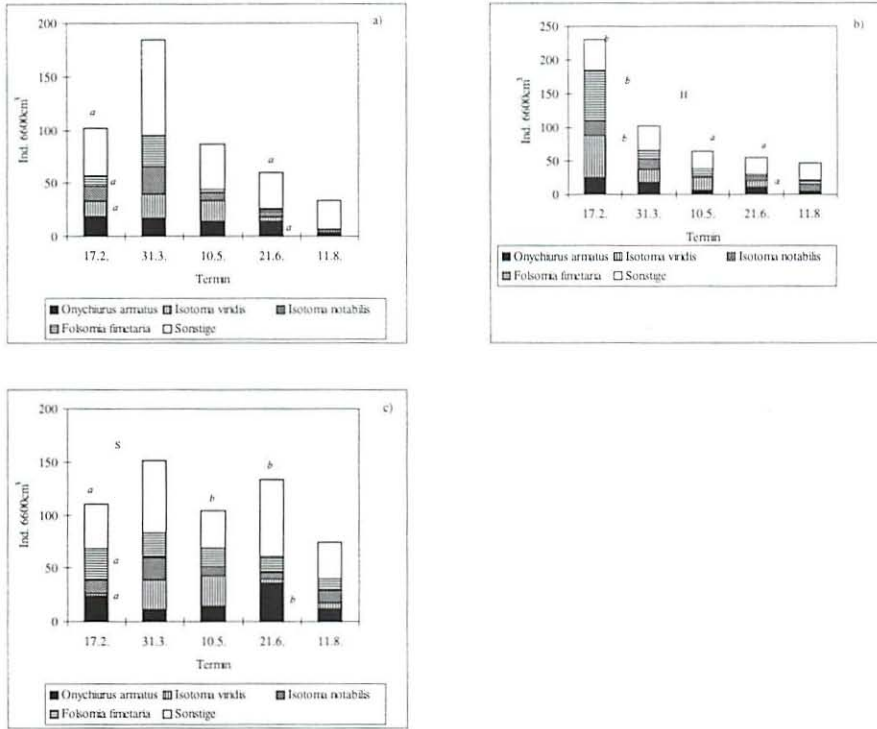 a)
200
150
100
50
0
Ind. 6600cm³
a
a
a
a
a
17.2. 31.3. 10.5. 21.6. 11.8.
Termin
Onychiurus armatus Isotoma viridis Isotoma notabilis
Folsomia fimetaria Sonstige
b)
250
200
150
100
50
0
Ind. 6600cm³
b
b
H
b
a
a
a
17.2. 31.3. 10.5. 21.6. 11.8
Termin
Onychiurus armatus Isotoma viridis Isotoma notabilis
Folsomia fimetaria Sonstige
c)
200
150
100
50
0
Ind. 6600cm³
S
a
b
b
a
a
b
17.2. 31.3. 10.5. 21.6. 11.8.
Termin
Onychiurus armatus Isotoma viridis Isotoma notabilis
Folsomia fimetaria Sonstige